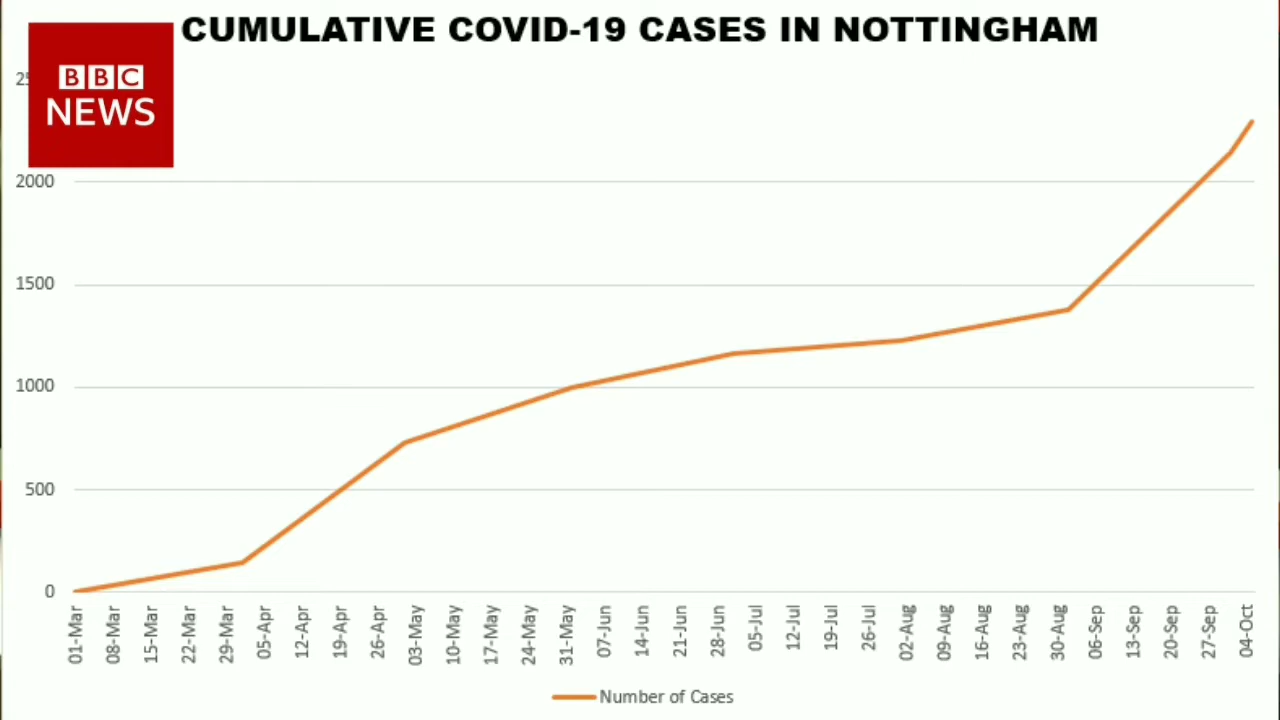 CUMULATIVE COVID-19 CASES IN NOTTINGHAM
BBC
NEWS
2000
1500
1000
500
0
01-Mar
08-Mar
15-Mar
22-Mar
29-Mar
05-Apr
12-Apr
19-Apr
26-Apr
03-May
10-May
17-May
24-May
31-May
07-Jun
14-Jun
21-Jun
28-Jun
05-Jul
12-Jul
19-Jul
26-Jul
02-Aug
09-Aug
16-Aug
23-Aug
30-Aug
06-Sep
13-Sep
20-Sep
27-Sep
04-Oct
Number of Cases